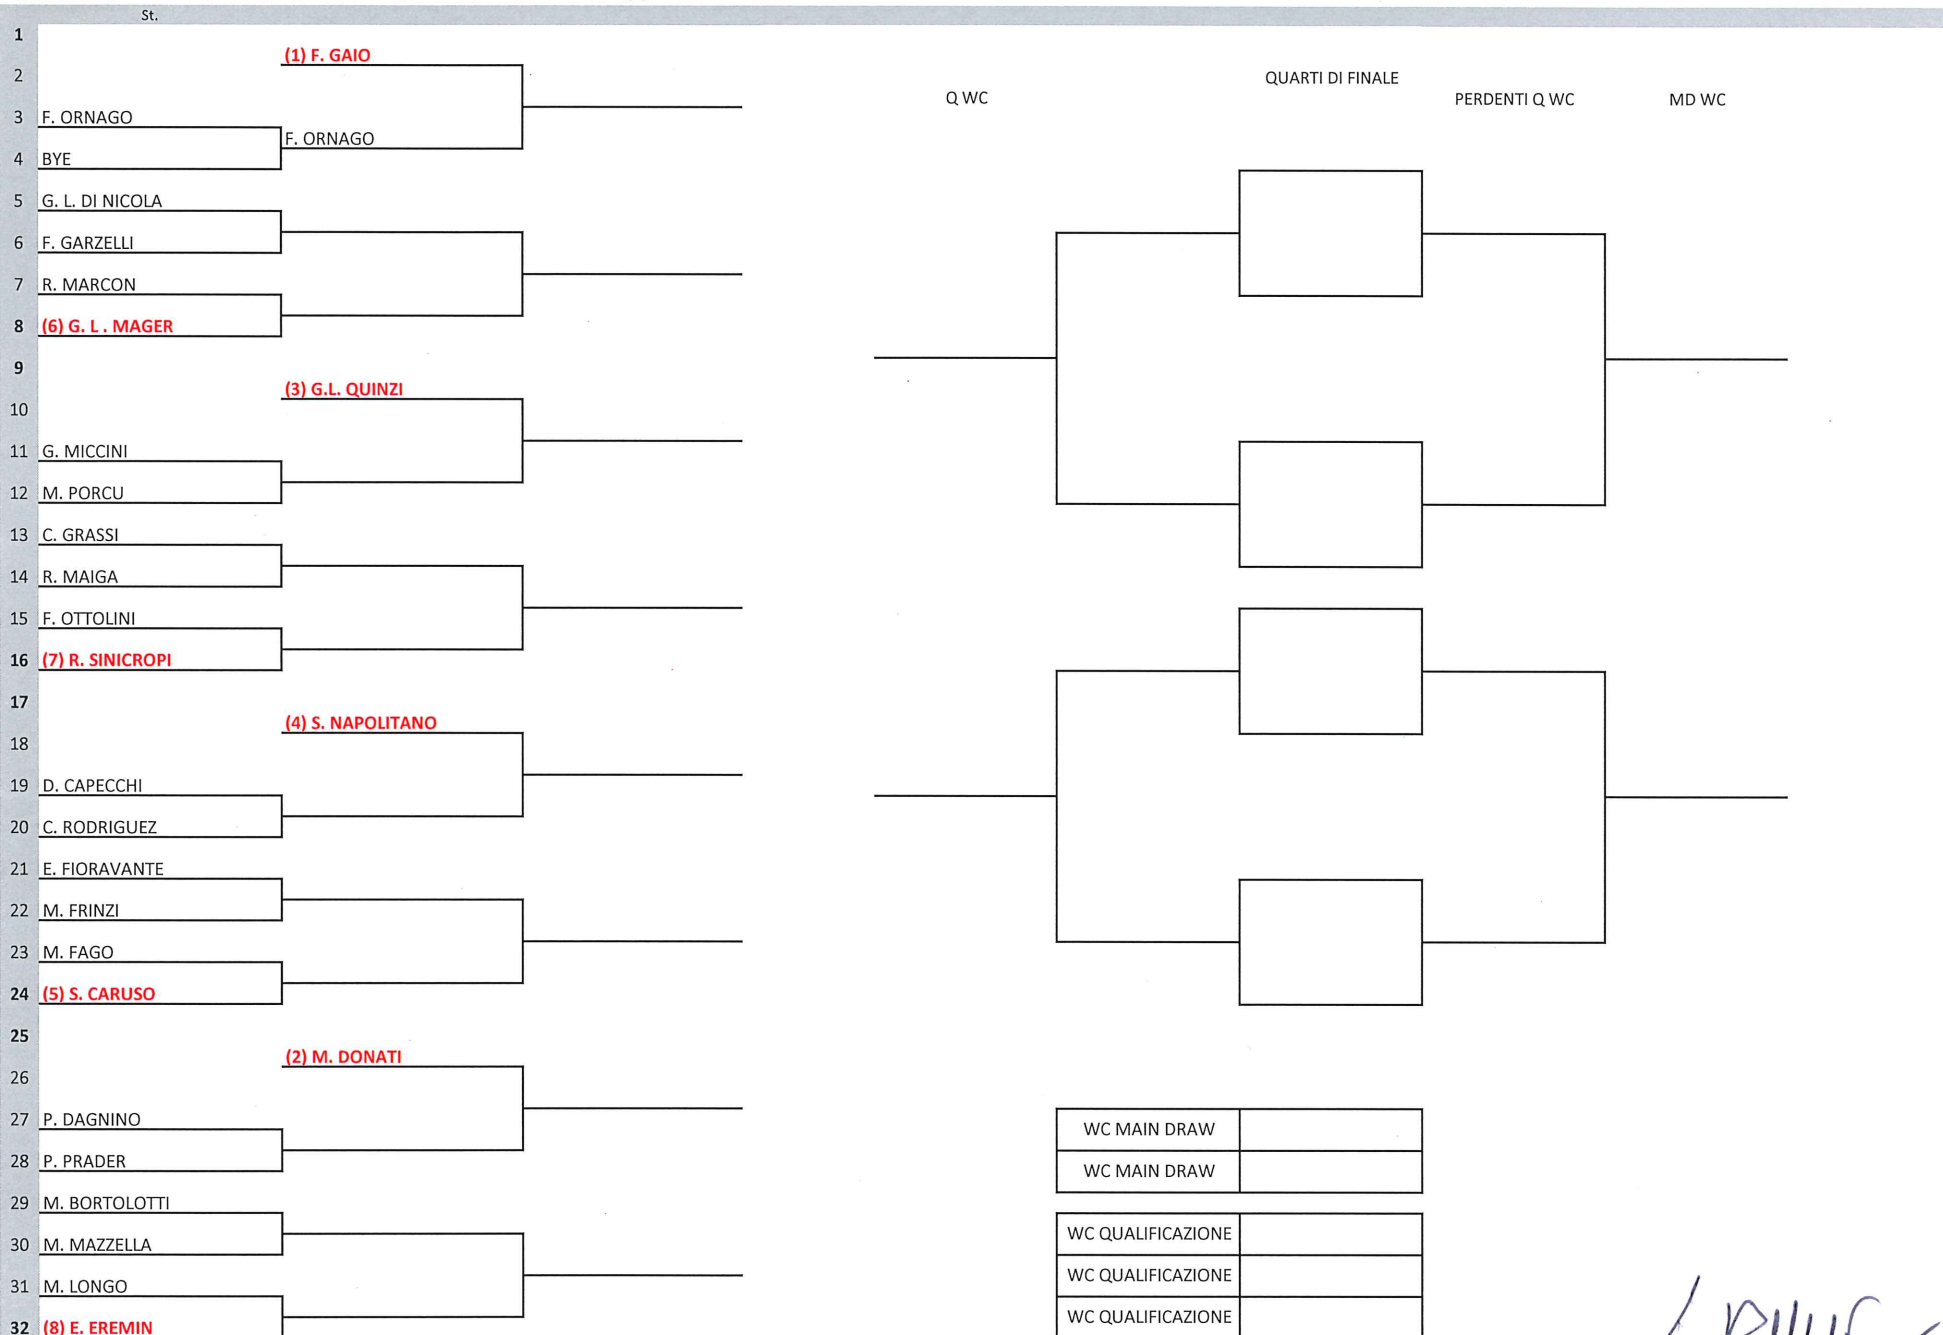 St.
1
(1) F. GAIO
2
3 F. ORNAGO
F. ORNAGO
4 BYE
5 G. L. DI NICOLA
6 F. GARZELLI
7 R. MARCON
8 (6) G. L . MAGER
9
(3) G.L. QUINZI
10
11 G. MICCINI
12 M. PORCU
13 C. GRASSI
14 R. MAIGA
15 F. OTTOLINI
16 (7) R. SINICROPI
17
(4) S. NAPOLITANO
18
19 D. CAPECCHI
20 C. RODRIGUEZ
21 E. FIORAVANTE
22 M. FRINZI
23 M. FAGO
24 (5) S. CARUSO
25
(2) M. DONATI
26
27 P. DAGNINO
28 P. PRADER
29 M. BORTOLOTTI
30 M. MAZZELLA
31 M. LONGO
32 (8) E. EREMIN
Q WC
QUARTI DI FINALE
PERDENTI Q WC
MD WC
WC MAIN DRAW
WC MAIN DRAW
WC QUALIFICAZIONE
WC QUALIFICAZIONE
WC QUALIFICAZIONE